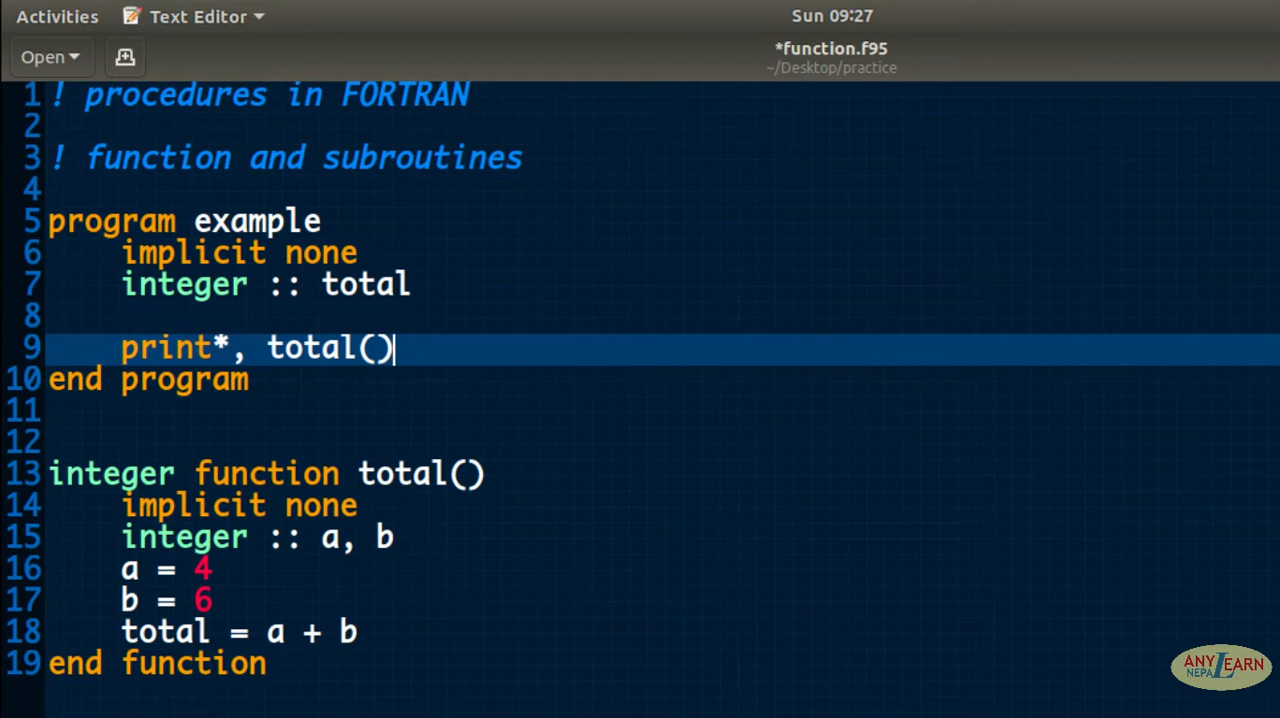 Activities Text Editor Sun 09:27
Open *function.f95
~/Desktop/practice
1 ! procedures in FORTRAN
2
3 ! function and subroutines
4
5 program example
6     implicit none
7     integer :: total
8
9     print*, total()
10 end program
11
12
13 integer function total()
14     implicit none
15     integer :: a, b
16     a = 4
17     b = 6
18     total = a + b
19 end function
ANY LEARN
NEPAL